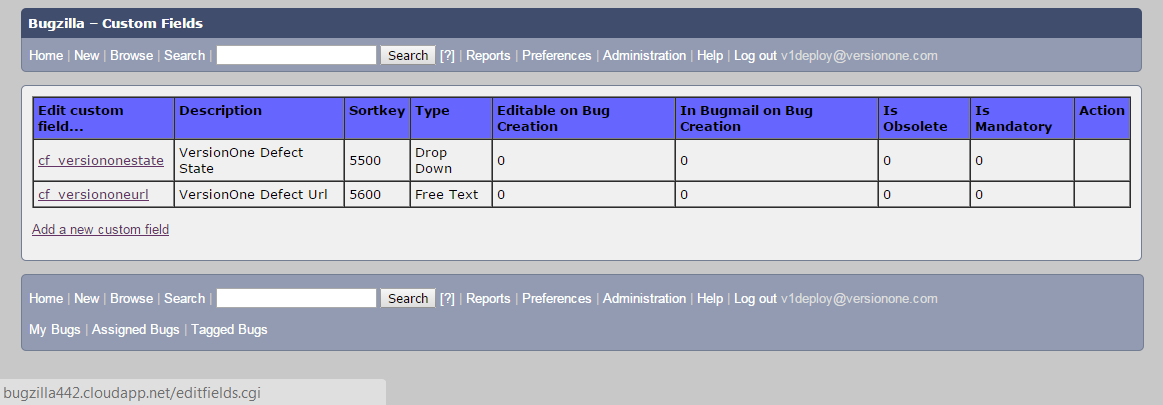 Bugzilla – Custom Fields
Home | New | Browse | Search | Search [?] | Reports | Preferences | Administration | Help | Log out v1deploy@versionone.com
Edit custom field... Description Sortkey Type Editable on Bug Creation In Bugmail on Bug Creation Is Obsolete Is Mandatory Action
cf_versiononestate VersionOne Defect State 5500 Drop Down 0 0 0 0
cf_versiononeurl VersionOne Defect Url 5600 Free Text 0 0 0 0
Add a new custom field
Home | New | Browse | Search | Search [?] | Reports | Preferences | Administration | Help | Log out v1deploy@versionone.com
My Bugs | Assigned Bugs | Tagged Bugs
bugzilla442.cloudapp.net/editfields.cgi